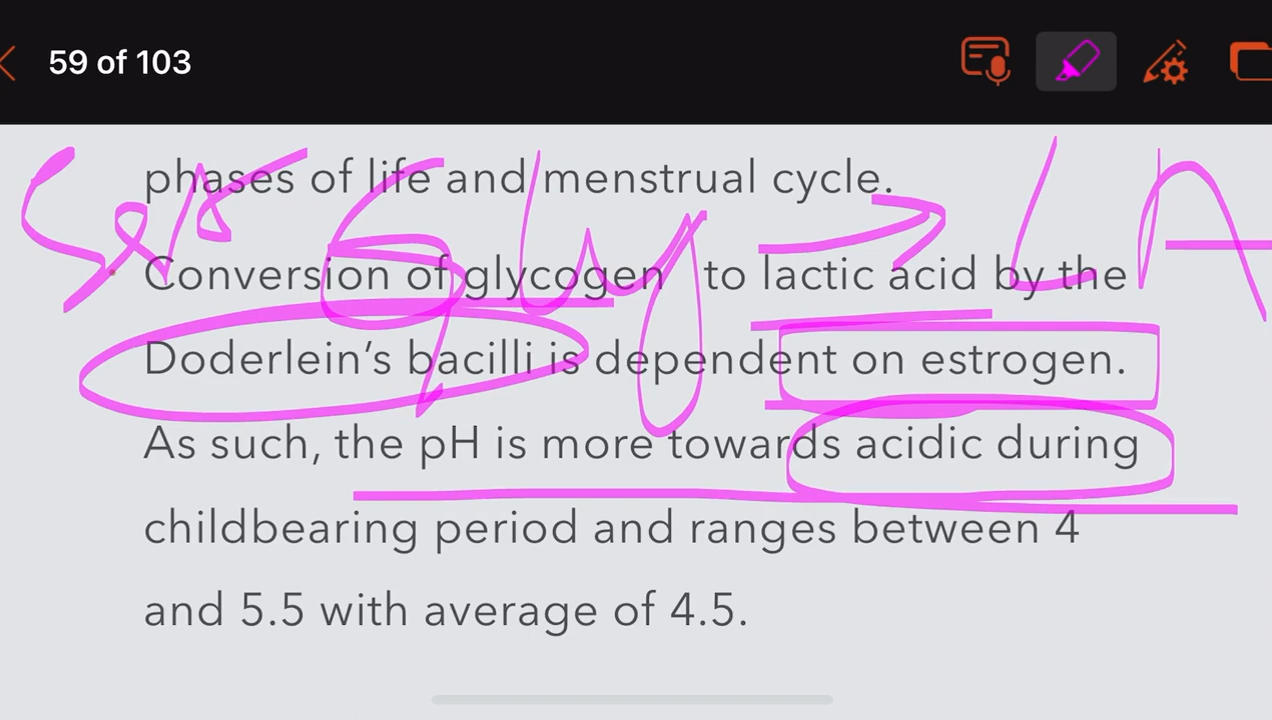 59 of 103
phases of life and menstrual cycle.
Conversion of glycogen to lactic acid by the
Doderlein's bacilli is dependent on estrogen.
As such, the pH is more towards acidic during
childbearing period and ranges between 4
and 5.5 with average of 4.5.
gly → LA